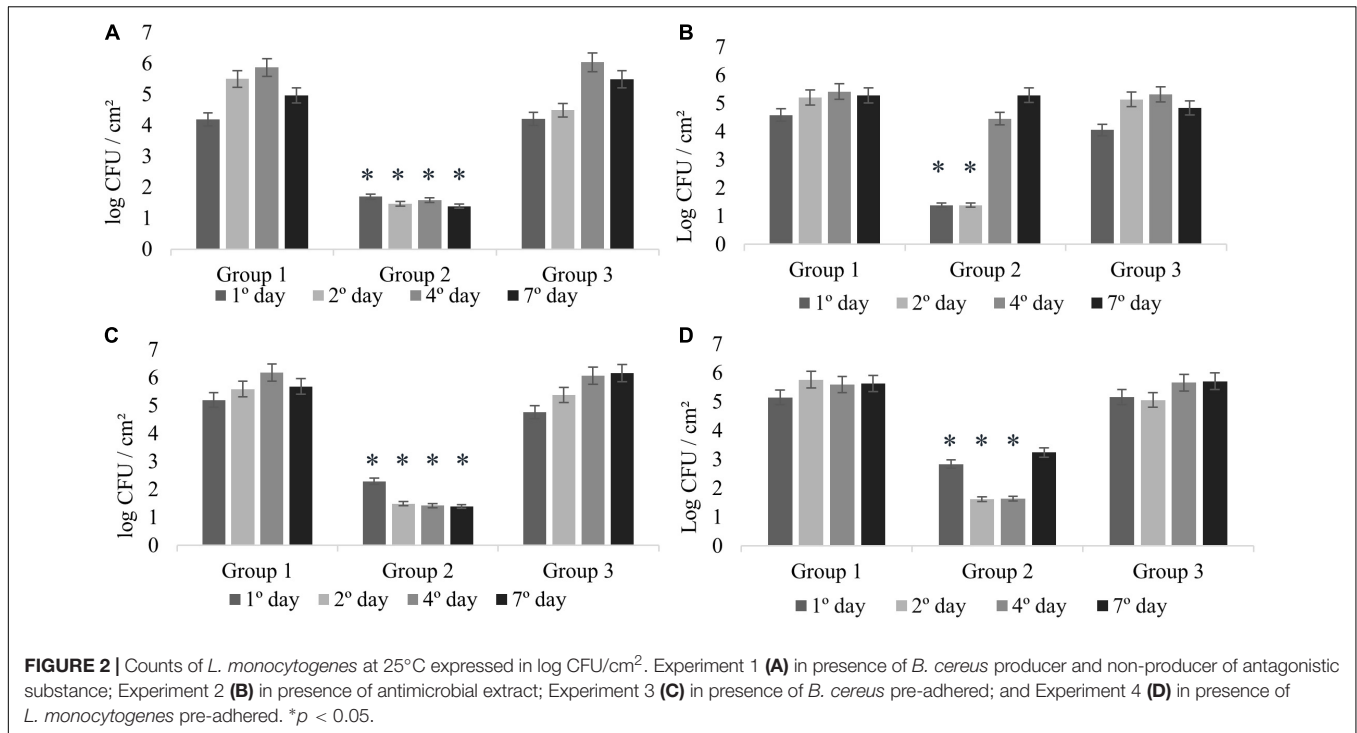 A
7
6
5
4
3
2
1
0
log CFU / cm²
* * * *
Group 1 Group 2 Group 3
1º day 2º day 4º day 7º day
B
7
6
5
4
3
2
1
0
Log CFU / cm²
* *
Group 1 Group 2 Group 3
1º day 2º day 4º day 7º day
C
7
6
5
4
3
2
1
0
log CFU / cm²
* * * *
Group 1 Group 2 Group 3
1º day 2º day 4º day 7º day
D
7
6
5
4
3
2
1
0
Log CFU / cm²
* * *
Group 1 Group 2 Group 3
1º day 2º day 4º day 7º day
FIGURE 2 | Counts of L. monocytogenes at 25°C expressed in log CFU/cm². Experiment 1 (A) in presence of B. cereus producer and non-producer of antagonistic
substance; Experiment 2 (B) in presence of antimicrobial extract; Experiment 3 (C) in presence of B. cereus pre-adhered; and Experiment 4 (D) in presence of
L. monocytogenes pre-adhered. *p < 0.05.